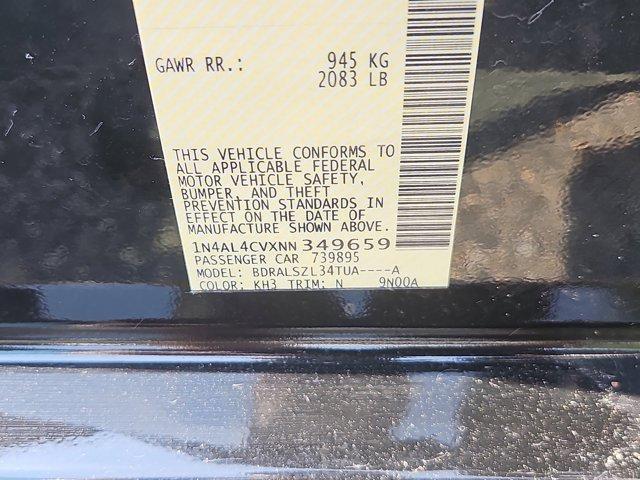 GAWR RR.: 945 KG
2083 LB
THIS VEHICLE CONFORMS TO
ALL APPLICABLE FEDERAL
MOTOR VEHICLE SAFETY,
BUMPER, AND THEFT
PREVENTION STANDARDS IN
EFFECT ON THE DATE OF
MANUFACTURE SHOWN ABOVE.
1N4AL4CVXNN349659
PASSENGER CAR 739895
MODEL: BDRALSZL34TUA----A
COLOR: KH3 TRIM: N 9N00A